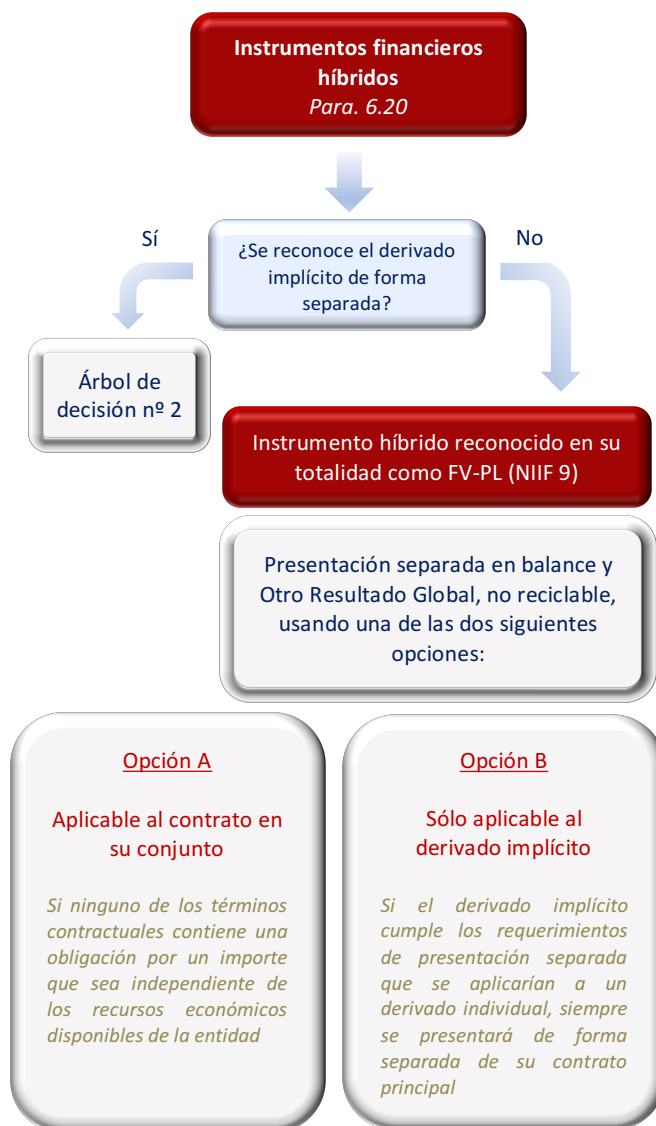 Instrumentos financieros
híbridos
Para. 6.20
Sí
¿Se reconoce el derivado
implícito de forma
separada?
No
Árbol de
decisión nº 2
Instrumento híbrido reconocido en su
totalidad como FV-PL (NIIF 9)
Presentación separada en balance y
Otro Resultado Global, no reciclable,
usando una de las dos siguientes
opciones:
Opción A
Aplicable al contrato en
su conjunto
Si ninguno de los términos
contractuales contiene una
obligación por un importe
que sea independiente de
los recursos económicos
disponibles de la entidad
Opción B
Sólo aplicable al
derivado implícito
Si el derivado implícito
cumple los requerimientos
de presentación separada
que se aplicarían a un
derivado individual, siempre
se presentará de forma
separada de su contrato
principal